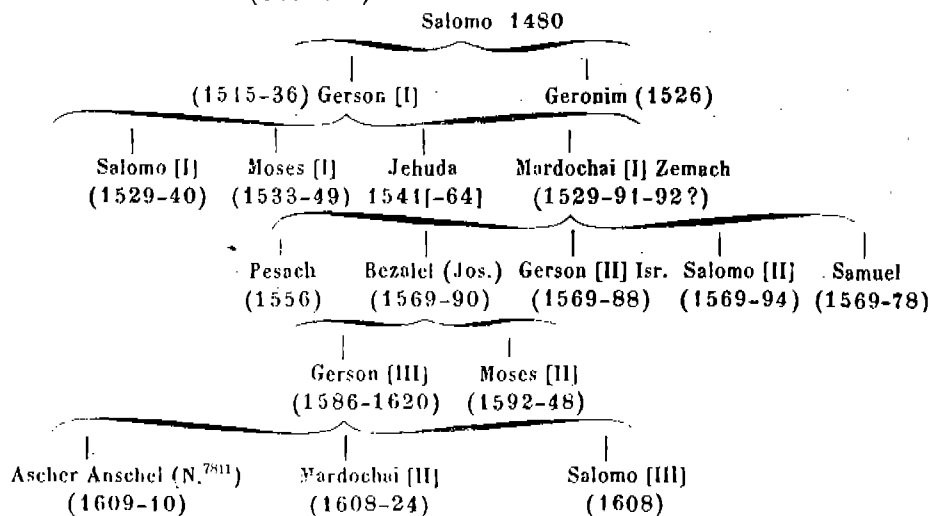 Salomo 1480
(1515-36) Gerson [I] Geronim (1526)
Salomo [I] Moses [I] Jehuda Mardochai [I] Zemach
(1529-40) (1533-49) 1541[-64] (1529-91-92?)
Pesach Bezalel (Jos.) Gerson [II] Isr. Salomo [II] Samuel
(1556) (1569-90) (1569-88) (1569-94) (1569-78)
Gerson [III] Moses [II]
(1586-1620) (1592-48)
Ascher Anschel (N.7811) Mardochai [II] Salomo [III]
(1609-10) (1608-24) (1608)